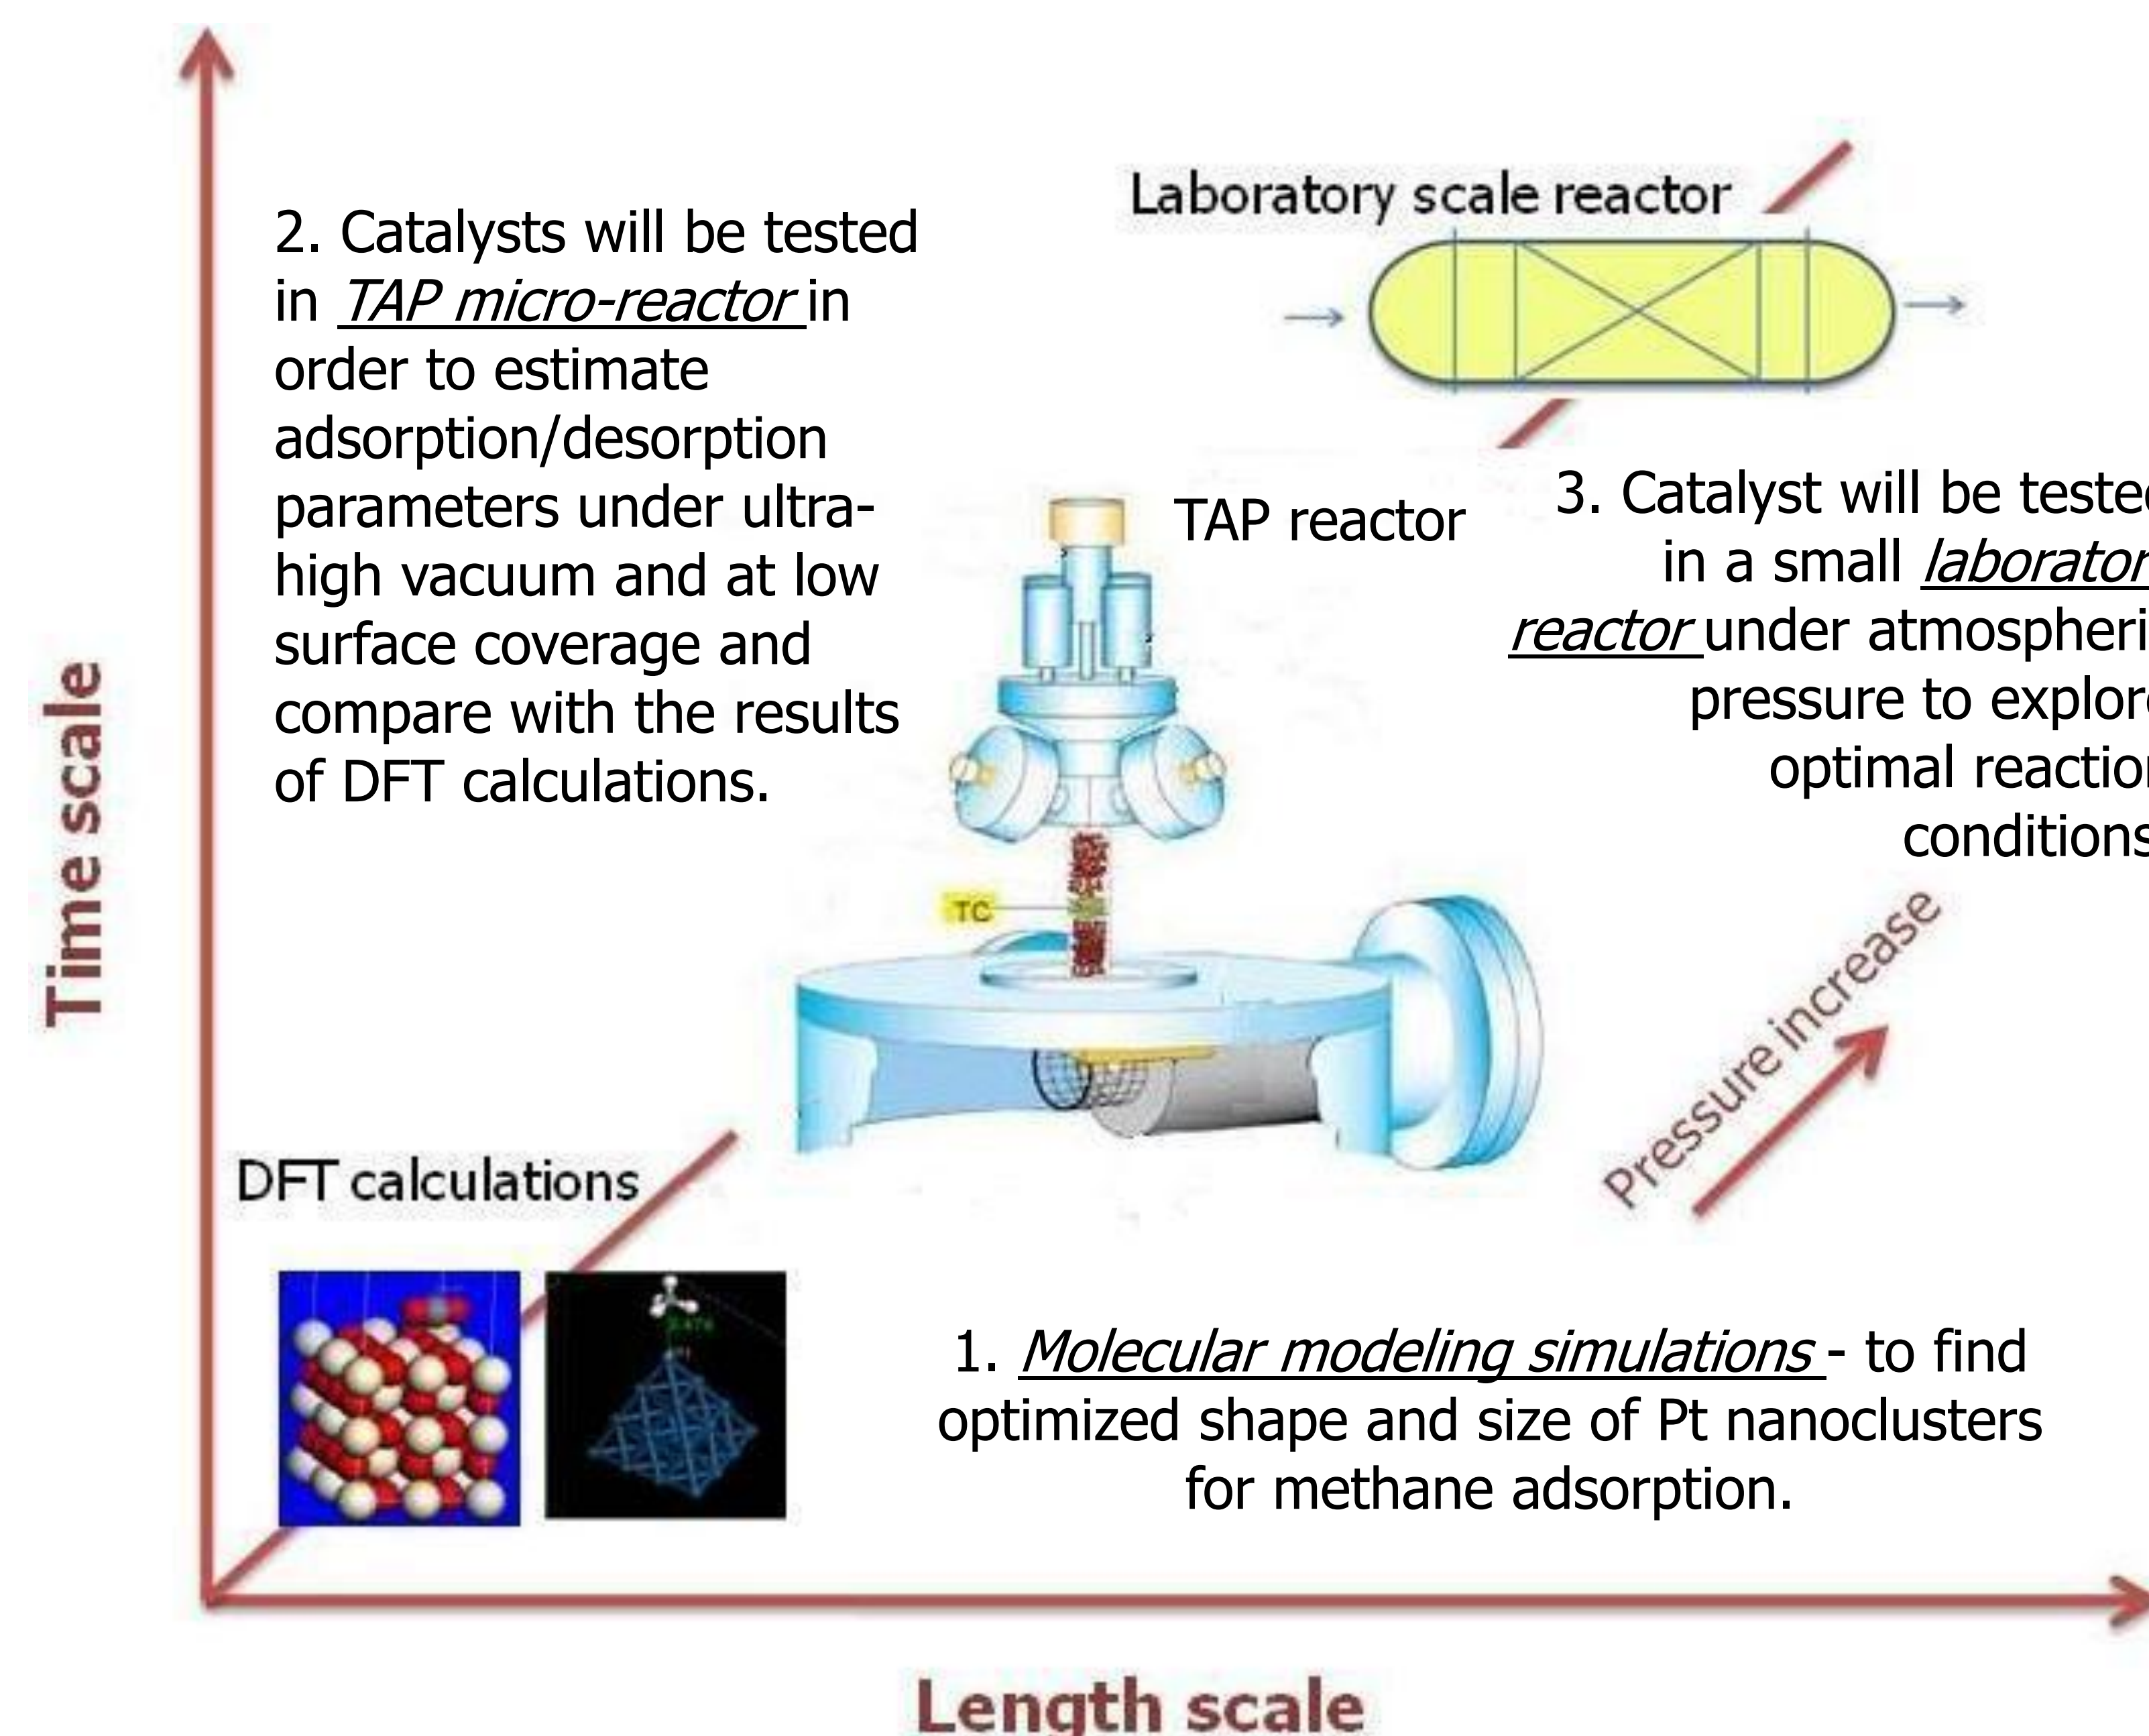 Laboratory scale reactor
2. Catalysts will be tested
in TAP micro-reactor in
order to estimate
adsorption/desorption
parameters under ultra-
high vacuum and at low
surface coverage and
compare with the results
of DFT calculations.
TAP reactor
3. Catalyst will be tested
in a small laborator
reactor under atmospheri
pressure to explore
optimal reaction
conditions
TC
Time scale
Pressure increase
DFT calculations
1. Molecular modeling simulations - to find
optimized shape and size of Pt nanoclusters
for methane adsorption.
Length scale